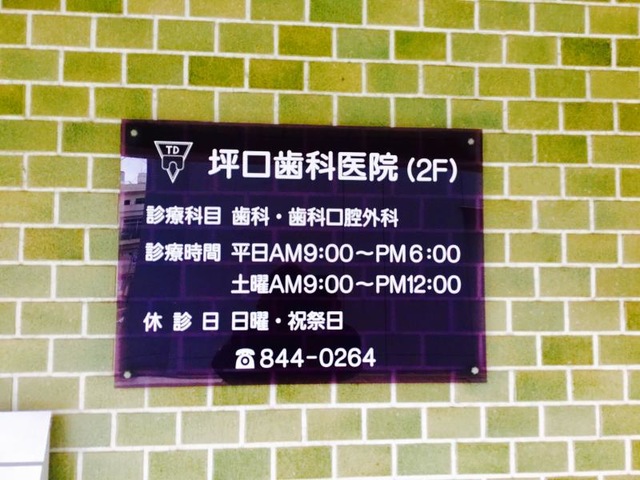 TD
坪口歯科医院(2F)
診療科目 歯科・歯科口腔外科
診療時間 平日AM9:00～PM6:00
土曜AM9:00～PM12:00
休診日 日曜・祝祭日
☎844-0264